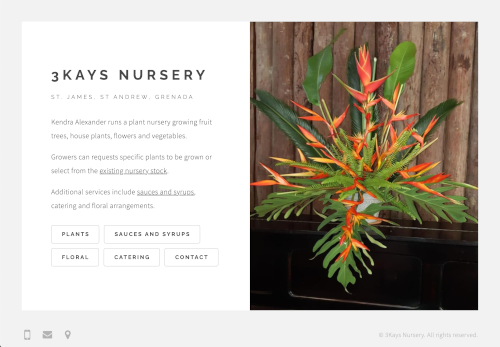 3KAYS NURSERY
ST. JAMES, ST ANDREW, GRENADA
Kendra Alexander runs a plant nursery growing fruit
trees, house plants, flowers and vegetables.
Growers can requests specific plants to be grown or
select from the existing nursery stock.
Additional services include sauces and syrups,
catering and floral arrangements.
PLANTS
SAUCES AND SYRUPS
FLORAL
CATERING
CONTACT
© 3Kays Nursery. All rights reserved.